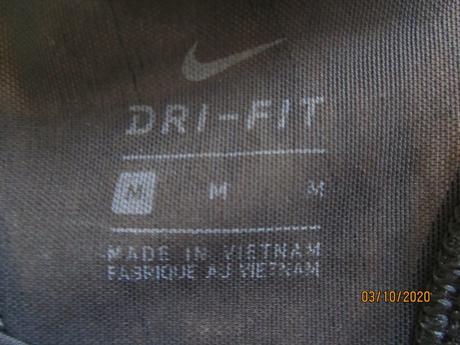 DRI-FIT
M M M
MADE IN VIETNAM
FABRIQUE AU VIETNAM
03/10/2020